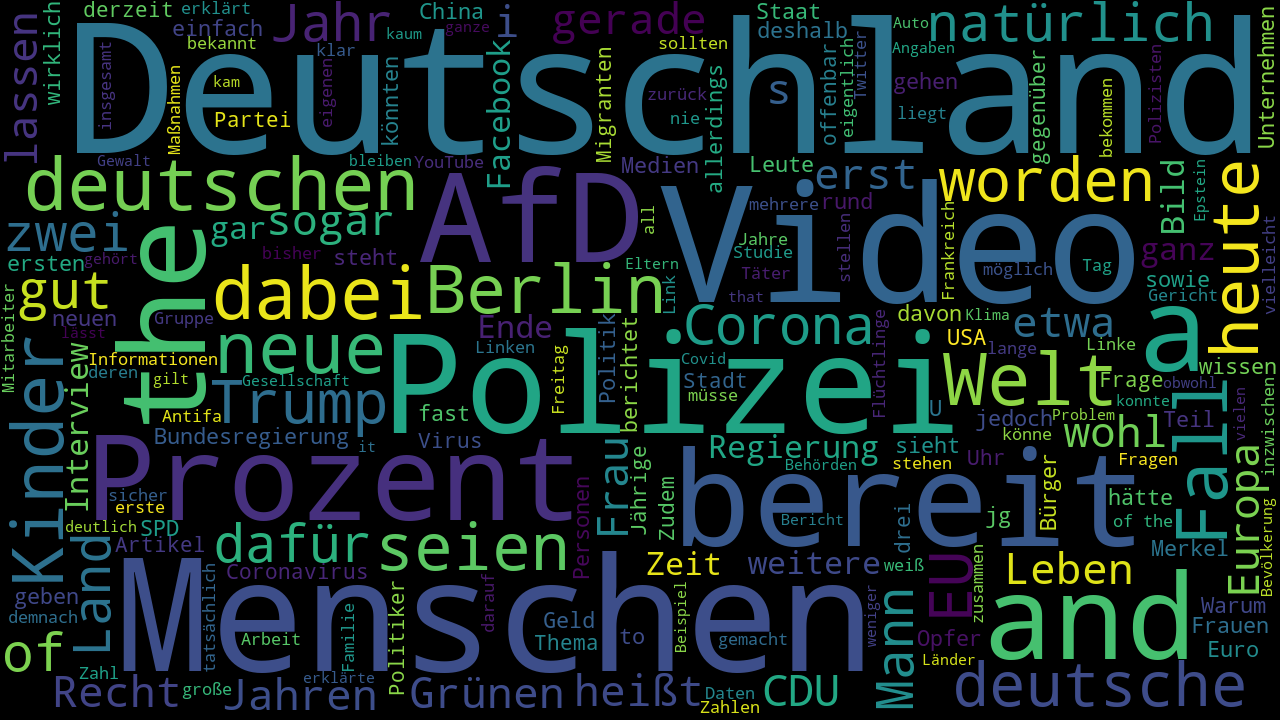 derzeit
erklärt
Jahr
China
i
gerade
Staat
natürlich
einfach
bekannt
klar
kaum
ganze
deshalb
sollten
Auto
Angaben
Twitter
lassen
wirklich
insgesamt
Deutschland
Maßnahmen
kam
Partei
eigenen
könnten
Facebook
Migranten
zurück
nie
s
allerdings
offenbar
eigentlich
gehen
liegt
gegenüber
bekommen
Polizisten
Unternehmen
Gewalt
bleiben
YouTube
Medien
Leute
erst
worden
Bild
Epstein
heute
deutschen
AfD
Video
mehrere
rund
zwei
the
gar
sogar
all
Jahre
Studie
stellen
Frankreich
ganz
vielleicht
gehört
bisher
steht
ersten
Eltern
Link
Täter
that
möglich
Tag
sowie
Gericht
gut
dabei
Berlin
davon
Klima
Mitarbeiter
neuen
Gruppe
Ende
Politik
berichtet
Corona
etwa
a
lässt
neue
Linken
Freitag
Polizei
USA
lange
Linke
Informationen
deren
gilt
Gesellschaft
Covid
Stadt
müsse
Flüchtlinge
Welt
Frage
obwohl
wissen
Kinder
Interview
Antifa
Trump
fast
U
jedoch
Problem
konnte
Teil
vielen
inzwischen
Bundesregierung
it
Virus
Regierung
sieht
könne
wohl
Fall
Prozent
Frau
Jährige
Behörden
stehen
Uhr
Fragen
Europa
sicher
erste
Zudem
bereit
Bürger
hätte
deutlich
SPD
Personen
Bericht
drei
jg
of the
Artikel
Land
dafür
seien
Zeit
weitere
weiß
EU
zusammen
Leben
Merkel
Bevölkerung
Coronavirus
geben
demnach
tatsächlich
Familie
Politiker
darauf
Menschen
Geld
Thema
Beispiel
weniger
Mann
and
Warum
Frauen
of
Arbeit
to
gemacht
Opfer
Euro
Zahl
erklärte
Länder
Recht
große
Jahren
Grünen
heißt
Daten
Zahlen
CDU
deutsche